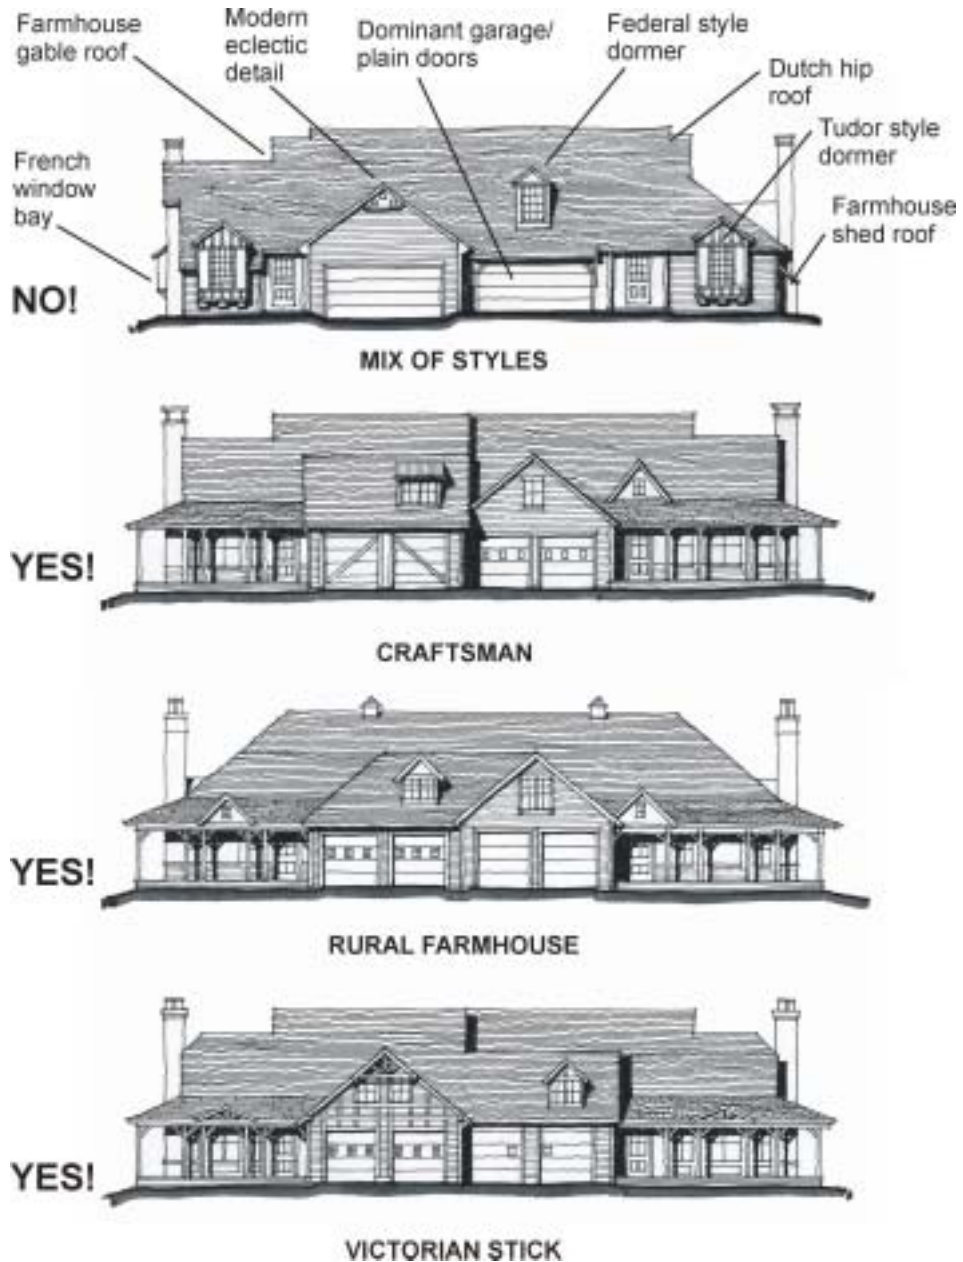 Farmhouse
gable roof
Modern
eclectic
detail
Dominant garage/
plain doors
Federal style
dormer
Dutch hip
roof
Tudor style
dormer
French
window
bay
Farmhouse
shed roof
NO!
MIX OF STYLES
YES!
CRAFTSMAN
YES!
RURAL FARMHOUSE
YES!
VICTORIAN STICK